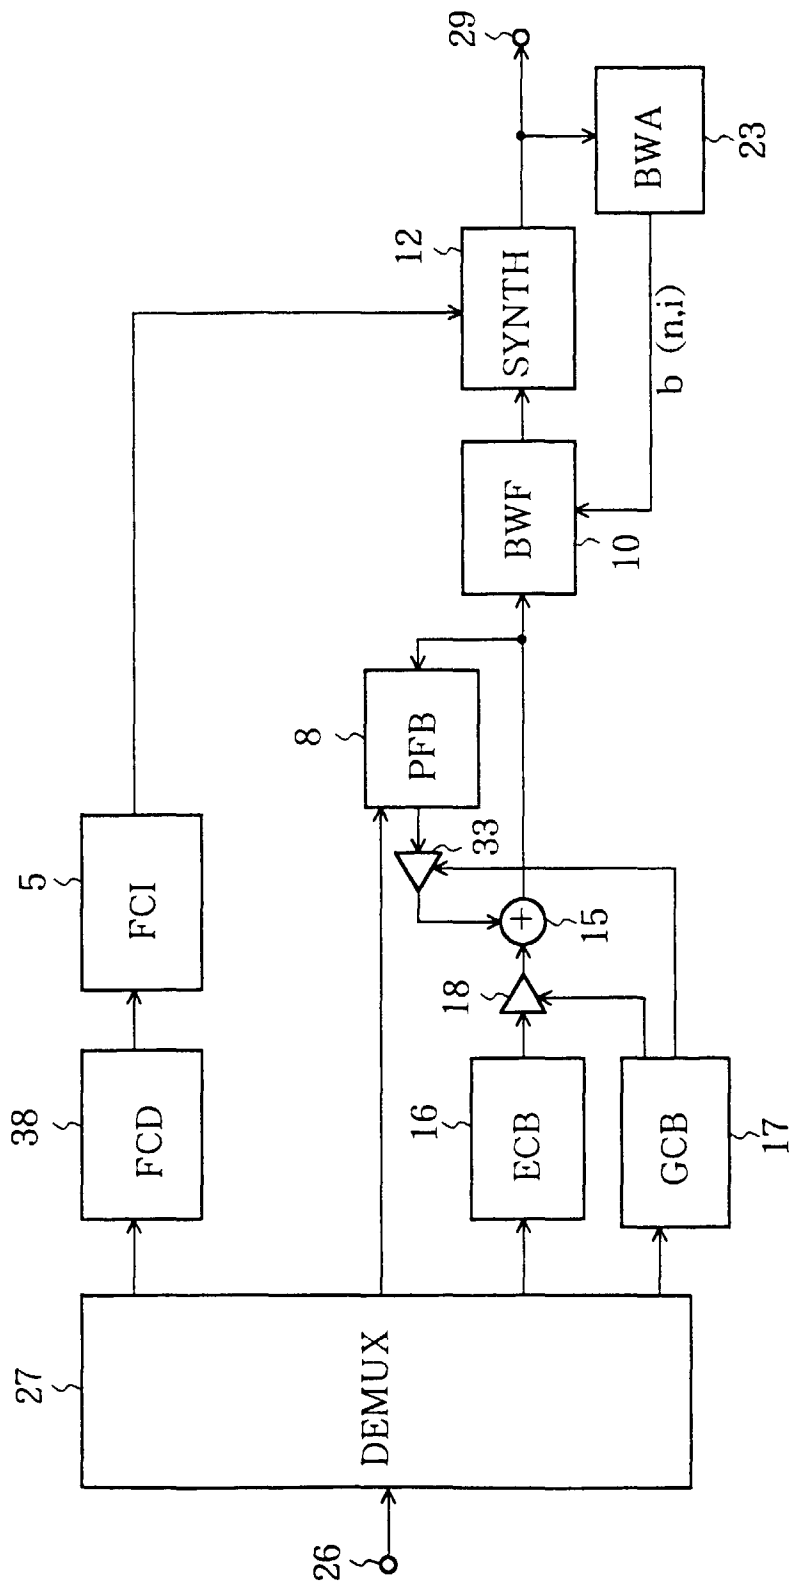 38
FCD
5
FCI
27
DEMUX
26
8
PFB
33
16
ECB
18
15
GCB
17
BWF
10
12
SYNTH
29
BWA
23
b (n,i)
+